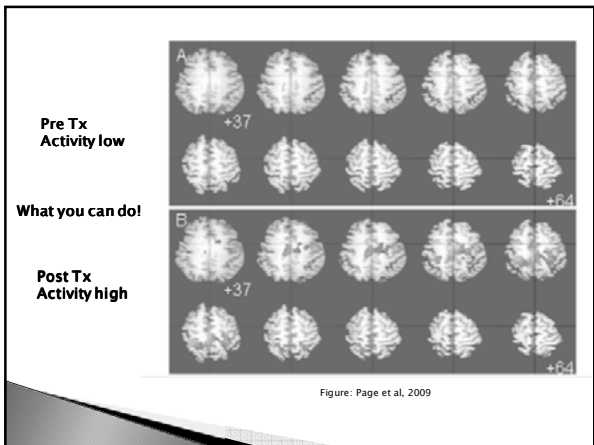 A
+37
Pre Tx
Activity low
+64
What you can do!
B
+37
Post Tx
Activity high
+64
Figure: Page et al, 2009